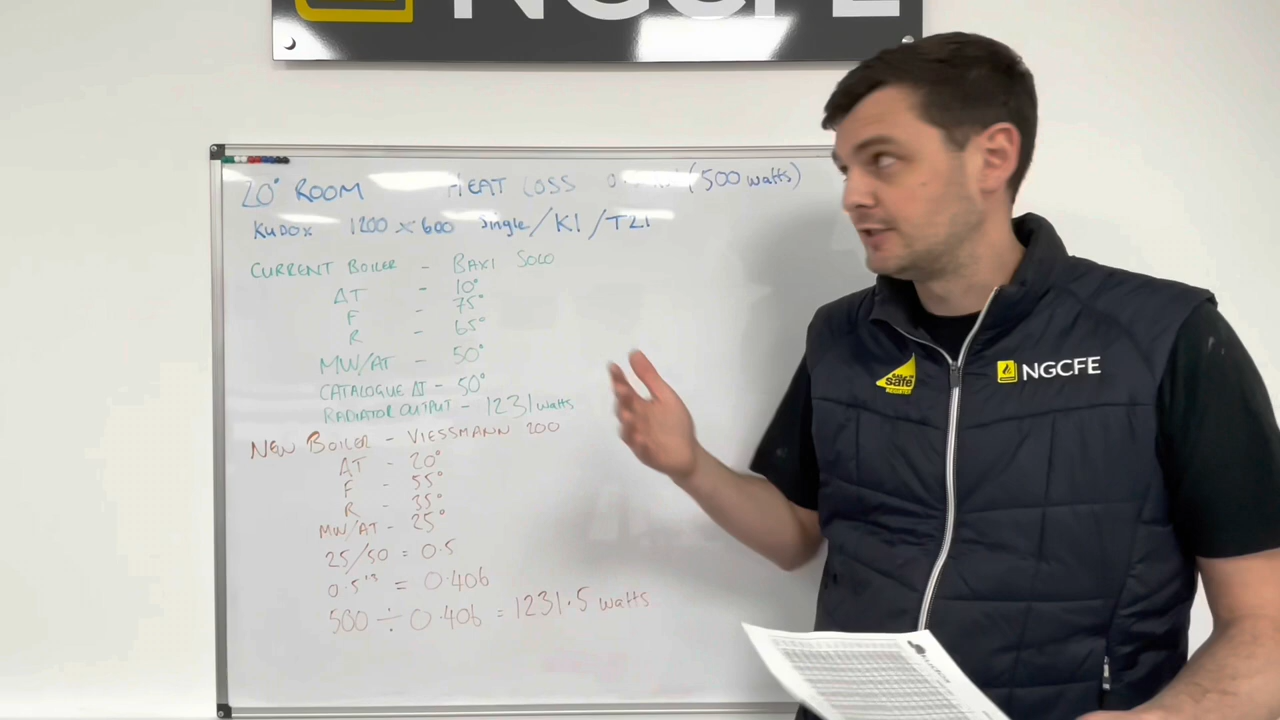 NGCFE
20° ROOM HEAT LOSS (500 watts)
KUDOX 1200 x 600 Single/K1/T21
CURRENT BOILER - BAXI SOLO
ΔT - 10°
F - 75°
R - 65°
MW/AT - 50°
CATALOGUE ΔT - 50°
RADIATOR OUTPUT - 1231 watts
NEW BOILER - VIESSMANN 200
ΔT - 20°
F - 55°
R - 35°
MW/AT - 25°
25/50 = 0.5
0.5¹·³ = 0.406
500 ÷ 0.406 = 1231.5 watts
GAS safe
NGCFE